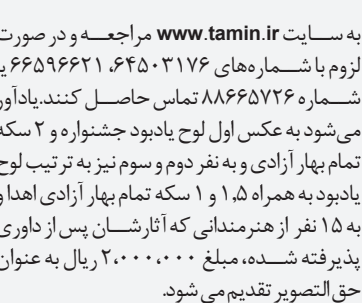 به سایت www.tamin.ir مراجعه و در صورت
لزوم با شماره‌های ۶۴۵۰۳۱۷۶، ۶۶۵۹۶۶۲۱ یا
شماره ۸۸۶۶۵۷۲۶ تماس حاصل کنند.یادآور
می‌شود به عکس اول لوح یادبود جشنواره و ۲ سکه
تمام بهار آزادی و به نفر دوم و سوم نیز به ترتیب لوح
یادبود به همراه ۱,۵ و ۱ سکه تمام بهار آزادی اهدا و
به ۱۵ نفر از هنرمندانی که آثارشان پس از داوری
پذیرفته شده، مبلغ ۲,۰۰۰,۰۰۰ ریال به عنوان
حق‌التصویر تقدیم می‌شود.